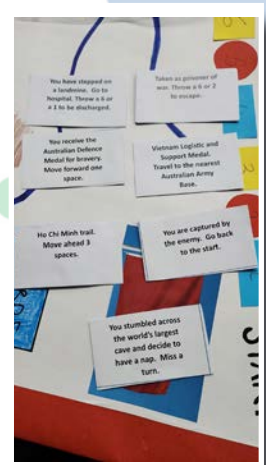 You have stepped on
a landmine. Go to
hospital. Throw a 6 or
a 1 to be discharged.
Taken as prisoner of
war. Throw a 6 or 2
to escape.
You receive the
Australian Defence
Medal for bravery.
Move forward one
space.
Vietnam Logistic and
Support Medal.
Travel to the nearest
Australian Army
Base.
Ho Chi Minh trail.
Move ahead 3
spaces.
You are captured by
the enemy. Go back
to the start.
You stumbled across
the world's largest
cave and decide to
have a nap. Miss a
turn.
START